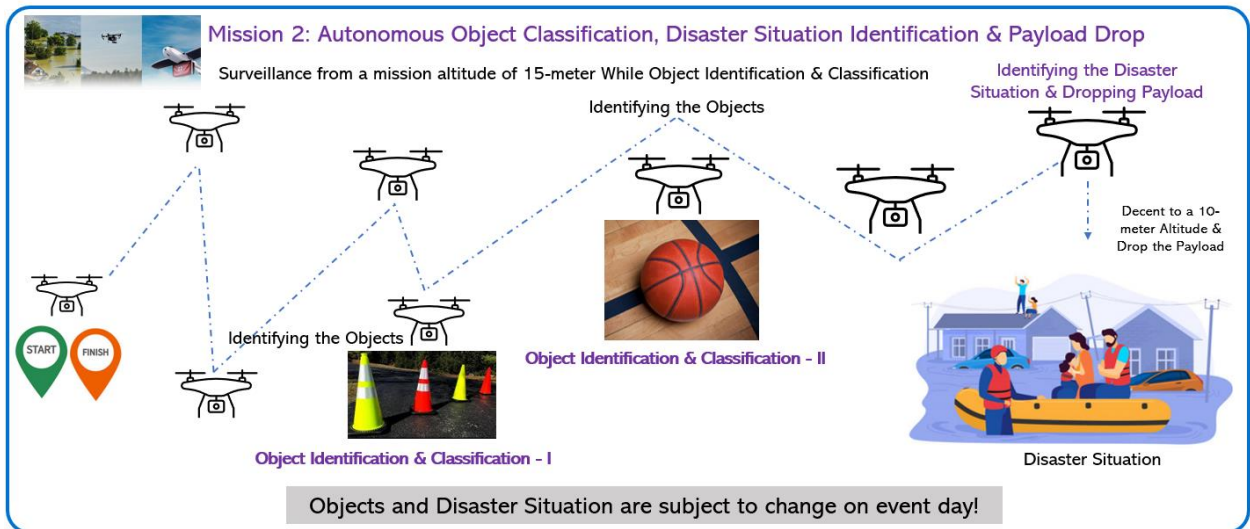 Mission 2: Autonomous Object Classification, Disaster Situation Identification & Payload Drop
Surveillance from a mission altitude of 15-meter While Object Identification & Classification
Identifying the Disaster
Situation & Dropping Payload
Identifying the Objects
Decent to a 10-
meter Altitude &
Drop the Payload
START
FINISH
Identifying the Objects
Object Identification & Classification - II
Object Identification & Classification - I
Disaster Situation
Objects and Disaster Situation are subject to change on event day!